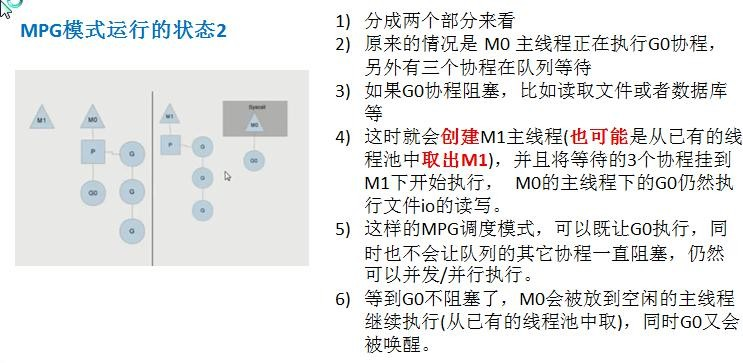 MPG模式运行的状态2
M1
M0
P
G
G0
G
G
M1
P
G
G
G
Syscall
M0
G0
1) 分成两个部分来看
2) 原来的情况是 M0 主线程正在执行G0协程，
另外有三个协程在队列等待
3) 如果G0协程阻塞，比如读取文件或者数据库
等
4) 这时就会创建M1主线程(也可能是从已有的线
程池中取出M1)，并且将等待的3个协程挂到
M1下开始执行， M0的主线程下的G0仍然执
行文件io的读写。
5) 这样的MPG调度模式，可以既让G0执行，同
时也不会让队列的其它协程一直阻塞，仍然
可以并发/并行执行。
6) 等到G0不阻塞了，M0会被放到空闲的主线程
继续执行(从已有的线程池中取)，同时G0又会
被唤醒。